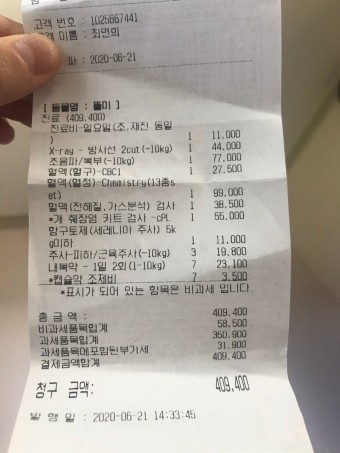 고객 번호 : 1025867441
고객 이름 : 최연희
: 2020-06-21
[ 동물명 : 똘이 ]
진료 (409,400)
진료비-일요일(초,재진 동일
) 1 11,000
X-ray - 방사선 2cut(~10kg) 1 44,000
초음파/복부(~10kg) 1 77,000
혈액(혈구)-CBC1 1 27,500
혈액(혈청)-Chemistry(13종s
et) 1 99,000
혈액(전해질,가스분석) 검사 1 38,500
*개 췌장염 키트 검사 -cPL 1 55,000
항구토제(세레니아 주사) 5k
g이하 1 11,000
주사-피하/근육주사(~10kg) 3 19,800
내복약 - 1일 2회(1~10kg) 7 23,100
*캡슐약 조제비 7 3,500
*표시가 되어 있는 항목은 비과세 입니다.
총 금액 : 409,400
비과세품목합계 58,500
과세품목합계 350,900
과세품목에포함된부가세 31,900
결제금액합계 409,400
청구 금액: 409,400
발 행 일 : 2020-06-21 14:33:45